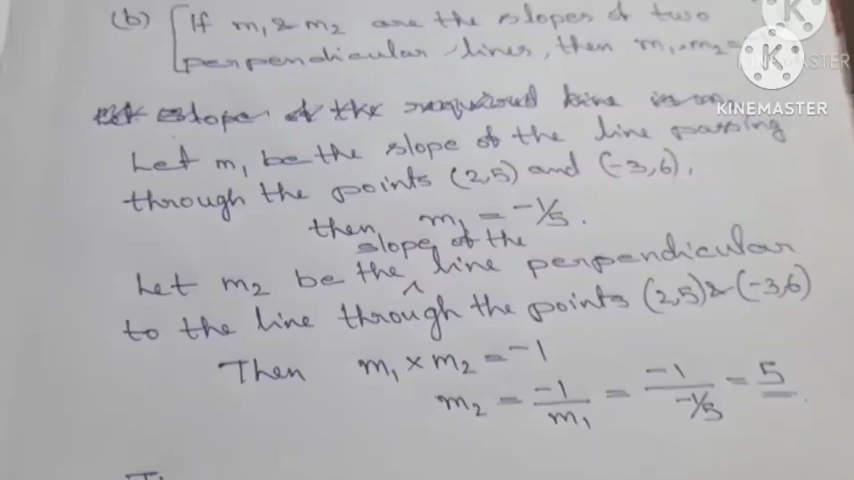 (b) [If m₁ & m₂ are the slopes of two
perpendicular lines, then m₁ × m₂ =
K
KINEMASTER
MASTER
slope of the required line is m
Let m₁ be the slope of the line passing
through the points (2,5) and (-3,6),
then, m₁ = -1/5.
slope of the
Let m₂ be the ^ line perpendicular
to the line through the points (2,5) & (-3,6)
Then m₁ × m₂ = -1
m₂ = -1/m₁ = -1/-1/5 = 5